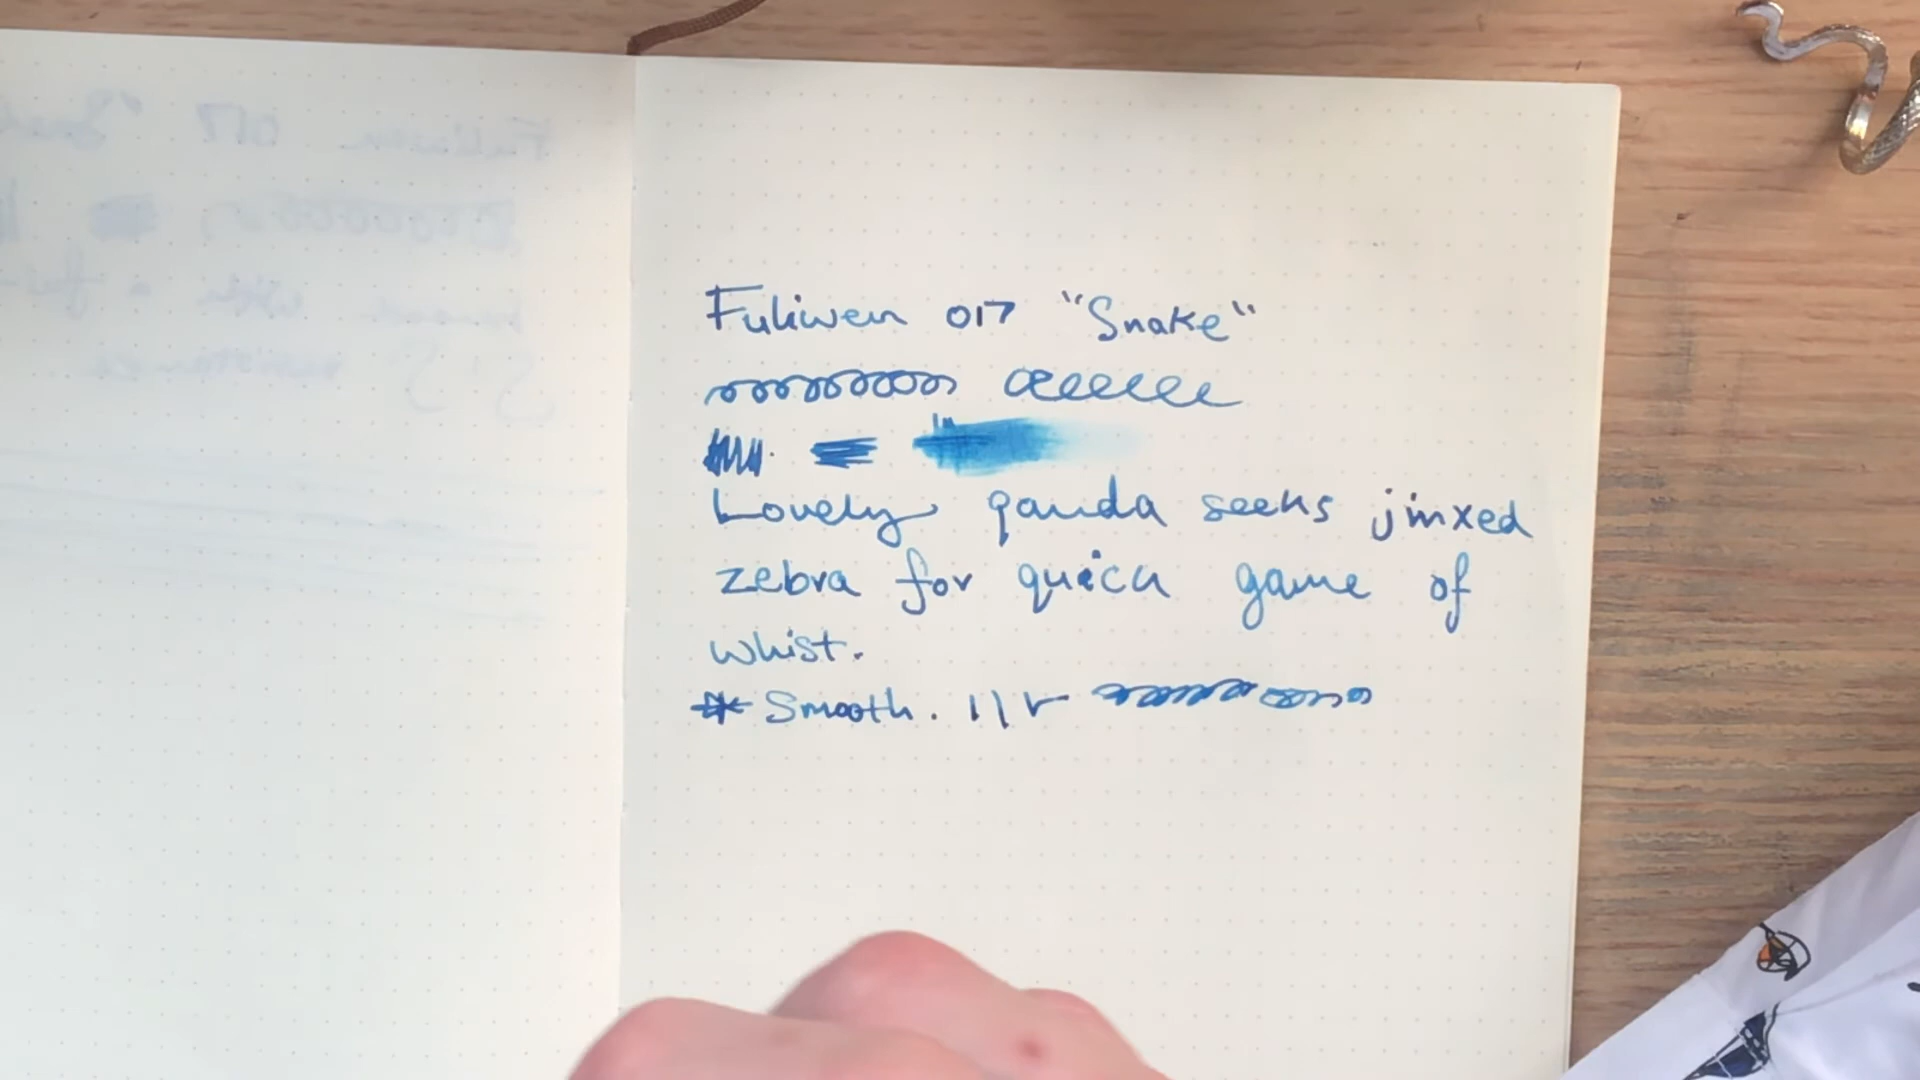 Fuliwen 017 "Snake"
Lovely panda seeks jinxed
zebra for quick game of
whist.
* Smooth.